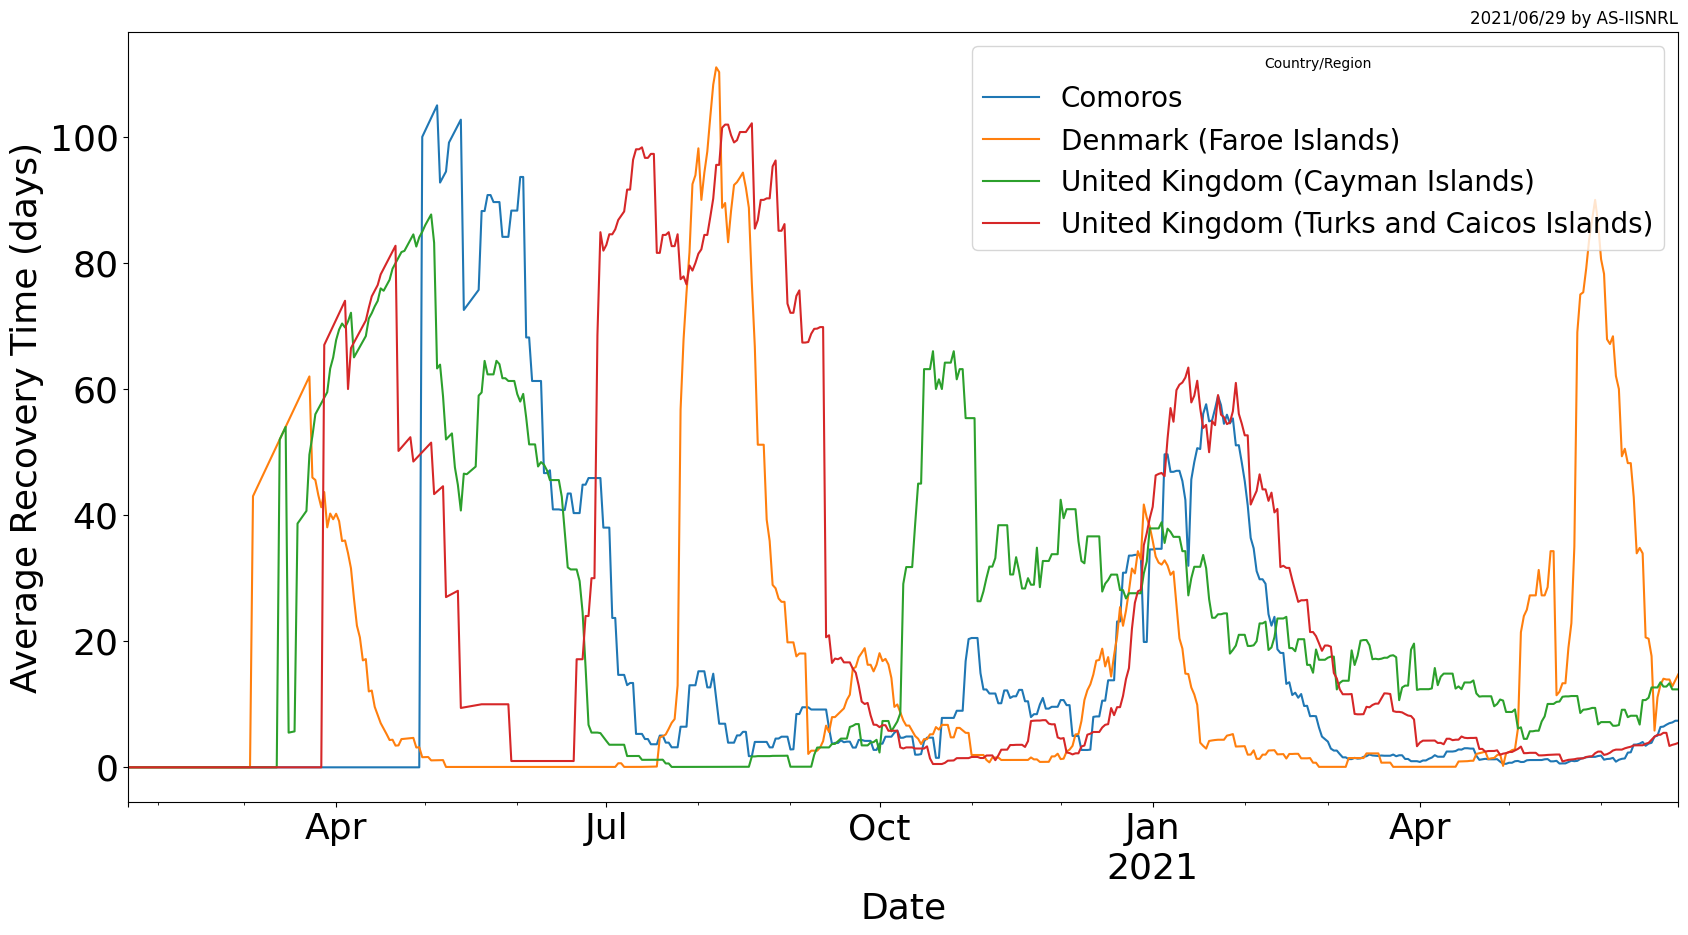 2021/06/29 by AS-IISNRL
Country/Region
Comoros
Denmark (Faroe Islands)
United Kingdom (Cayman Islands)
United Kingdom (Turks and Caicos Islands)
Average Recovery Time (days)
100
80
60
40
20
0
Apr Jul Oct Jan Apr
2021
Date